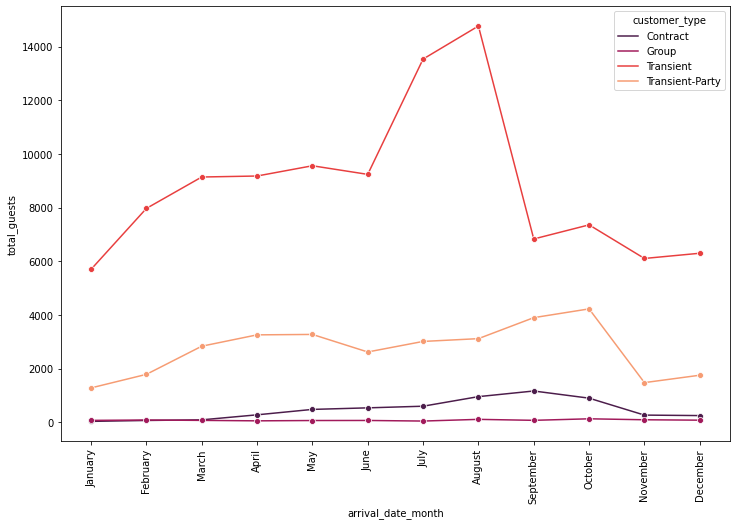 customer_type
Contract
Group
Transient
Transient-Party
total_guests
14000
12000
10000
8000
6000
4000
2000
0
January
February
March
April
May
June
July
August
September
October
November
December
arrival_date_month